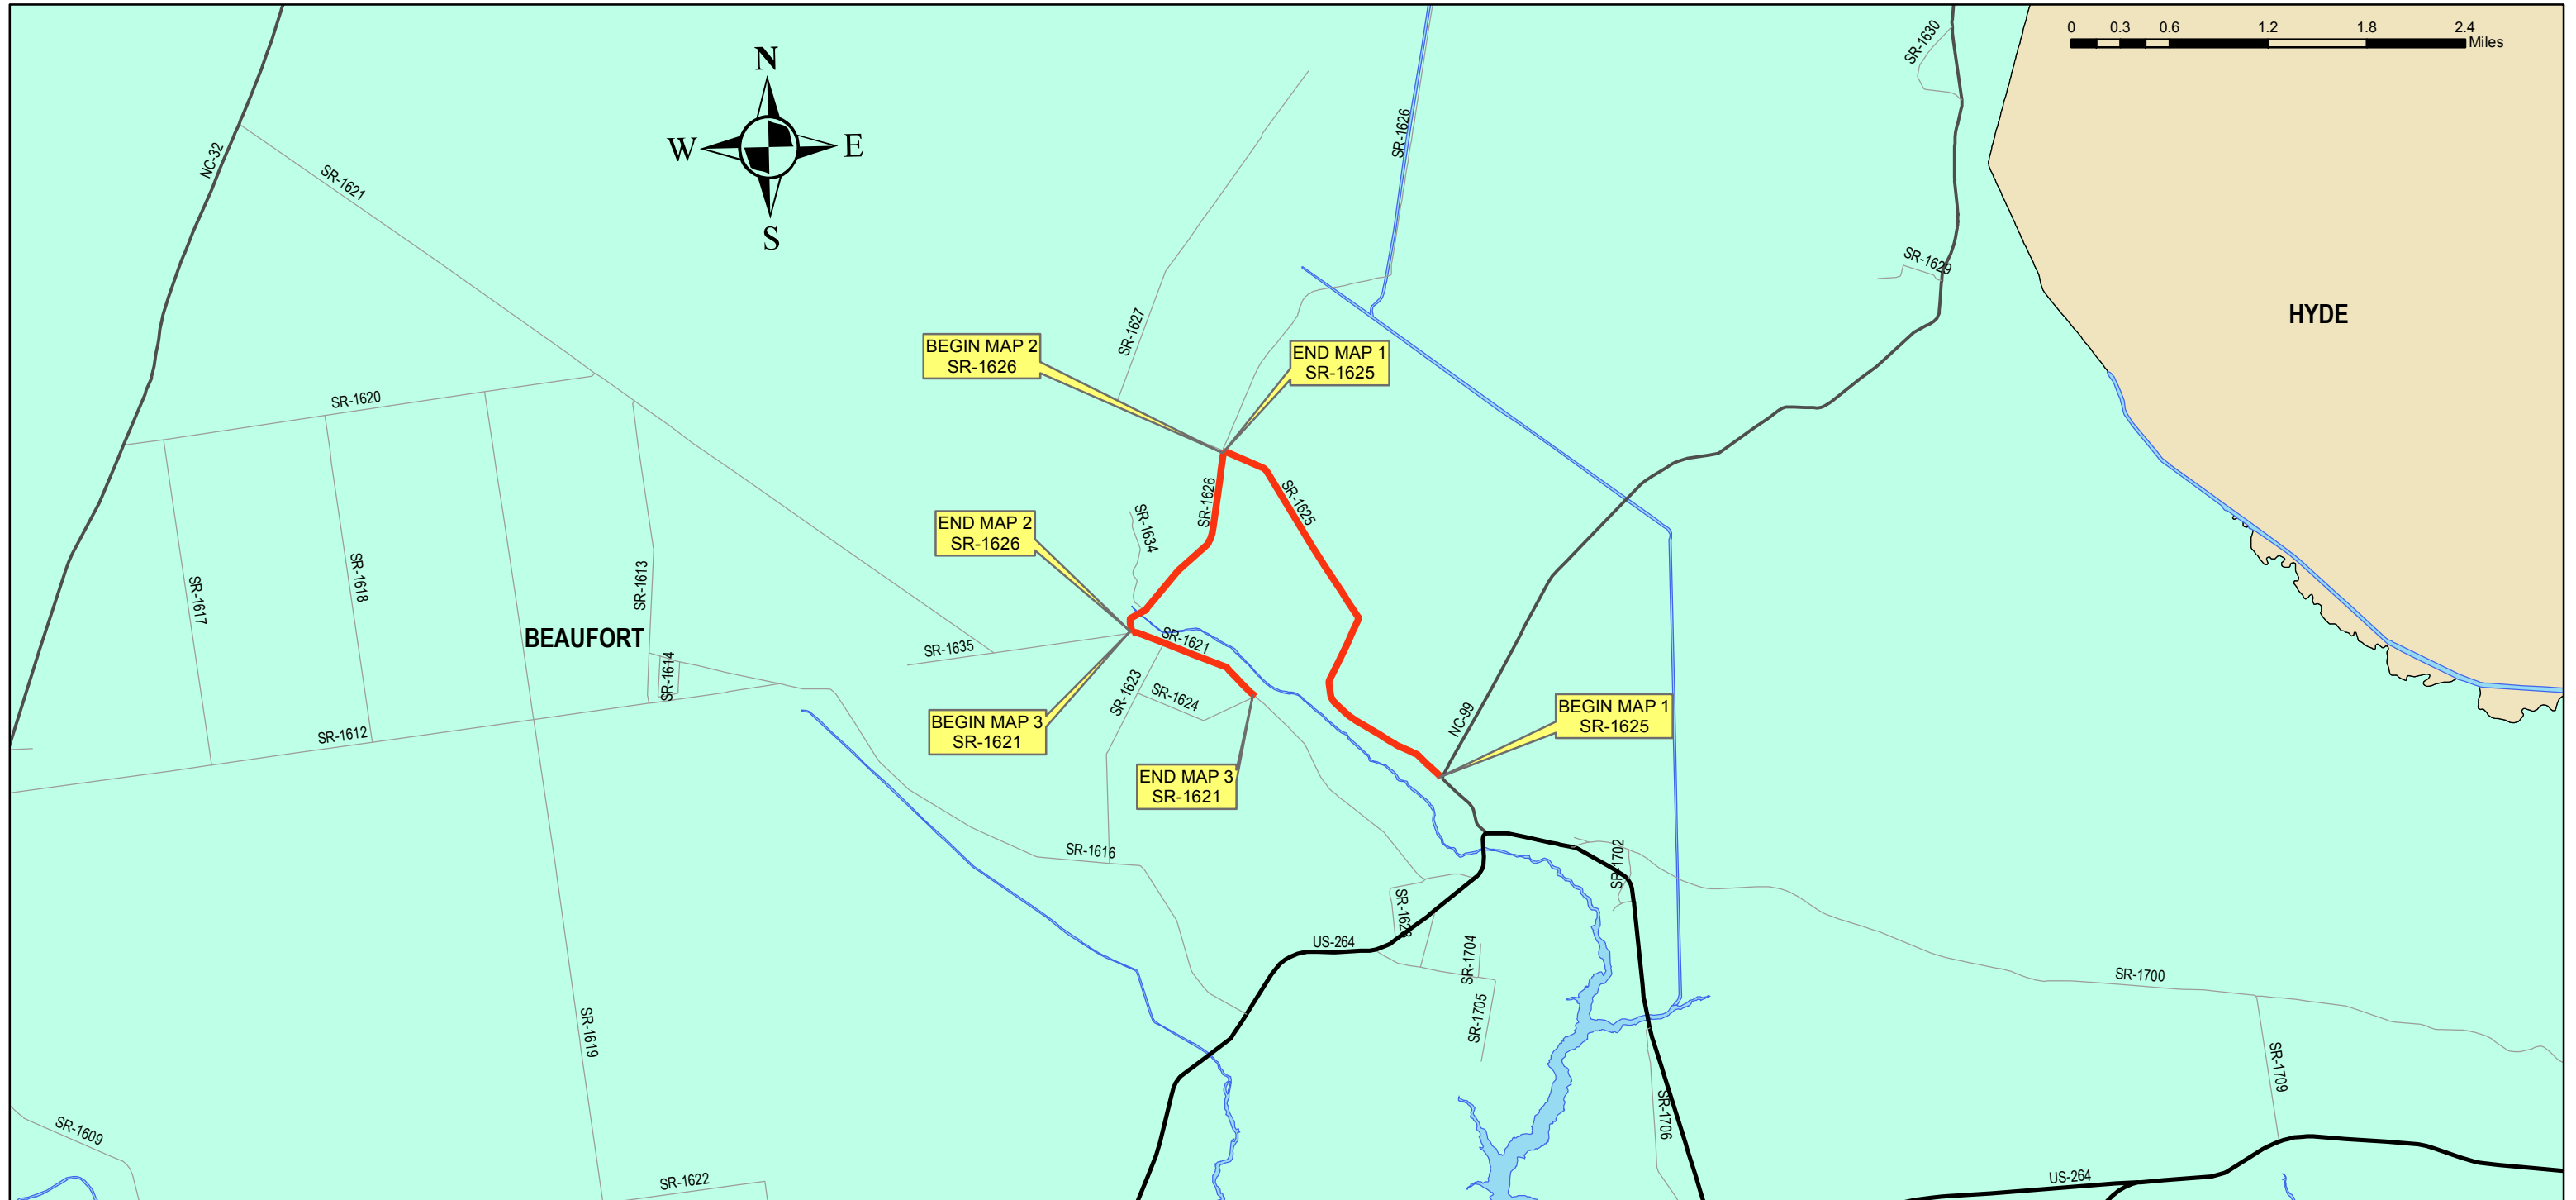 0 0.3 0.6 1.2 1.8 2.4
Miles
N
W E
S
SR-1630
NC-32
SR-1621
SR-1626
SR-1629
HYDE
SR-1627
BEGIN MAP 2
SR-1626
END MAP 1
SR-1625
SR-1620
SR-1626
SR-1625
SR-1634
END MAP 2
SR-1626
SR-1617
SR-1618
SR-1613
BEAUFORT
SR-1621
SR-1635
SR-1614
SR-1623
SR-1624
BEGIN MAP 3
SR-1621
NC-99
BEGIN MAP 1
SR-1625
SR-1612
END MAP 3
SR-1621
SR-1616
SR-1702
SR-1628
US-264
SR-1704
SR-1700
SR-1705
SR-1619
SR-1709
SR-1706
SR-1609
SR-1622
US-264